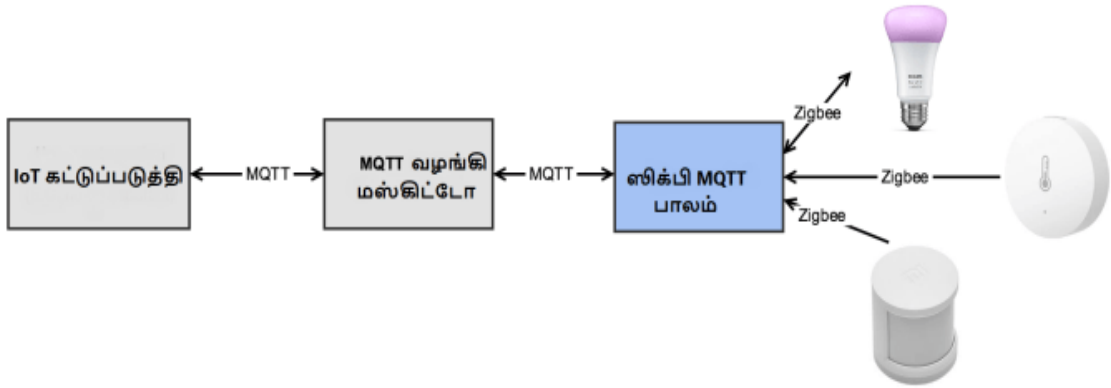 IoT கட்டுப்படுத்தி
MQTT
MQTT வழங்கி
மஸ்கிட்டோ
MQTT
ஸிக்பி MQTT
பாலம்
Zigbee
Zigbee
Zigbee